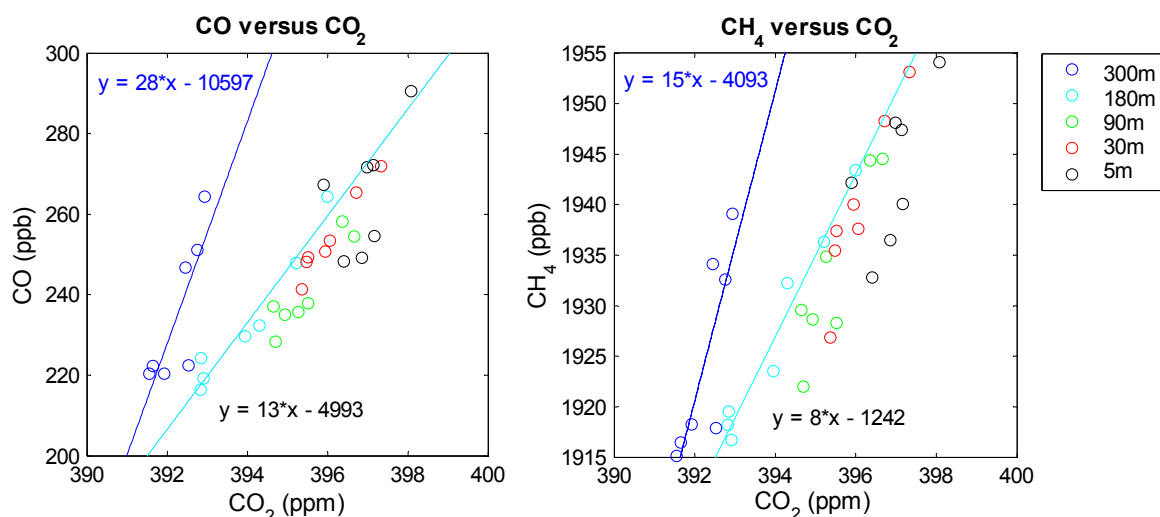 CO versus CO2
300
280
260
240
220
200
CO (ppb)
y = 28*x - 10597
y = 13*x - 4993
390
392
394
396
398
400
CO2 (ppm)
CH4 versus CO2
1955
1950
1945
1940
1935
1930
1925
1920
1915
CH4 (ppb)
y = 15*x - 4093
y = 8*x - 1242
390
392
394
396
398
400
CO2 (ppm)
300m
180m
90m
30m
5m